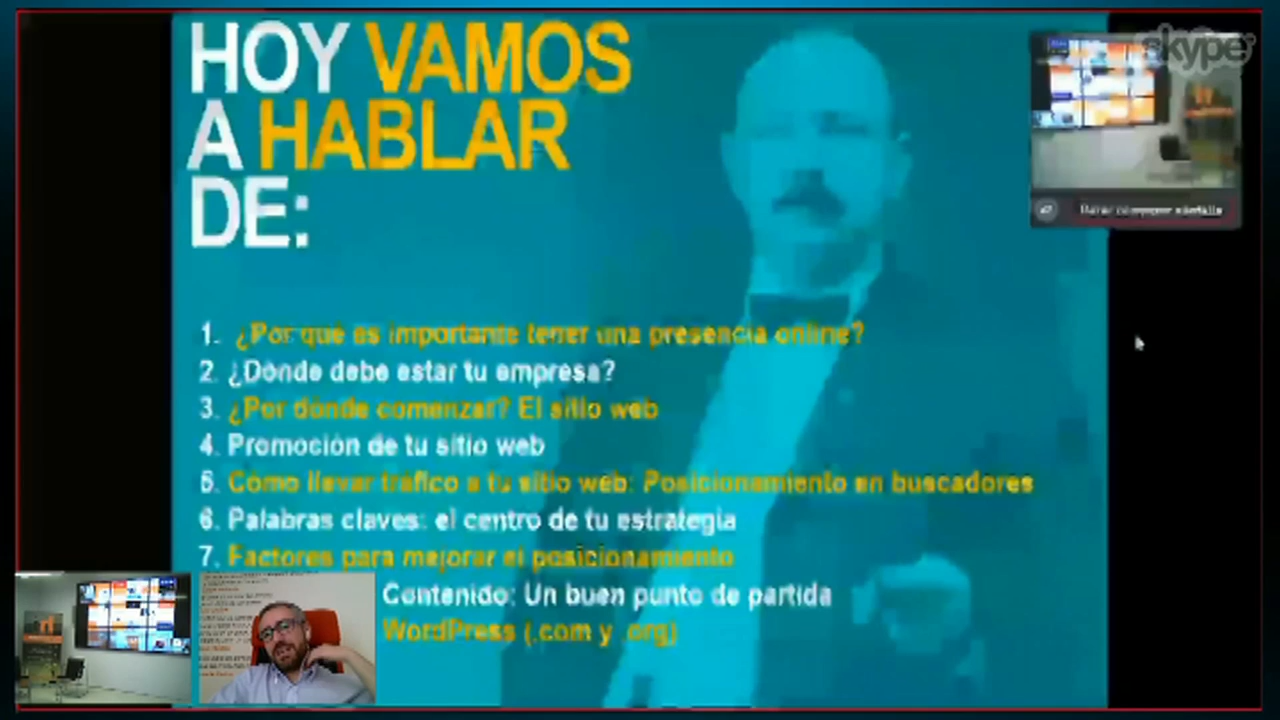 HOY VAMOS
A HABLAR
DE:
skype
1. ¿Por qué es importante tener una presencia online?
2. ¿Dónde debe estar tu empresa?
3. ¿Por dónde comenzar? El sitio web
4. Promoción de tu sitio web
5. Cómo llevar tráfico a tu sitio web: Posicionamiento en buscadores
6. Palabras claves: el centro de tu estrategia
7. Factores para mejorar el posicionamiento
Contenido: Un buen punto de partida
WordPress (.com y .org)